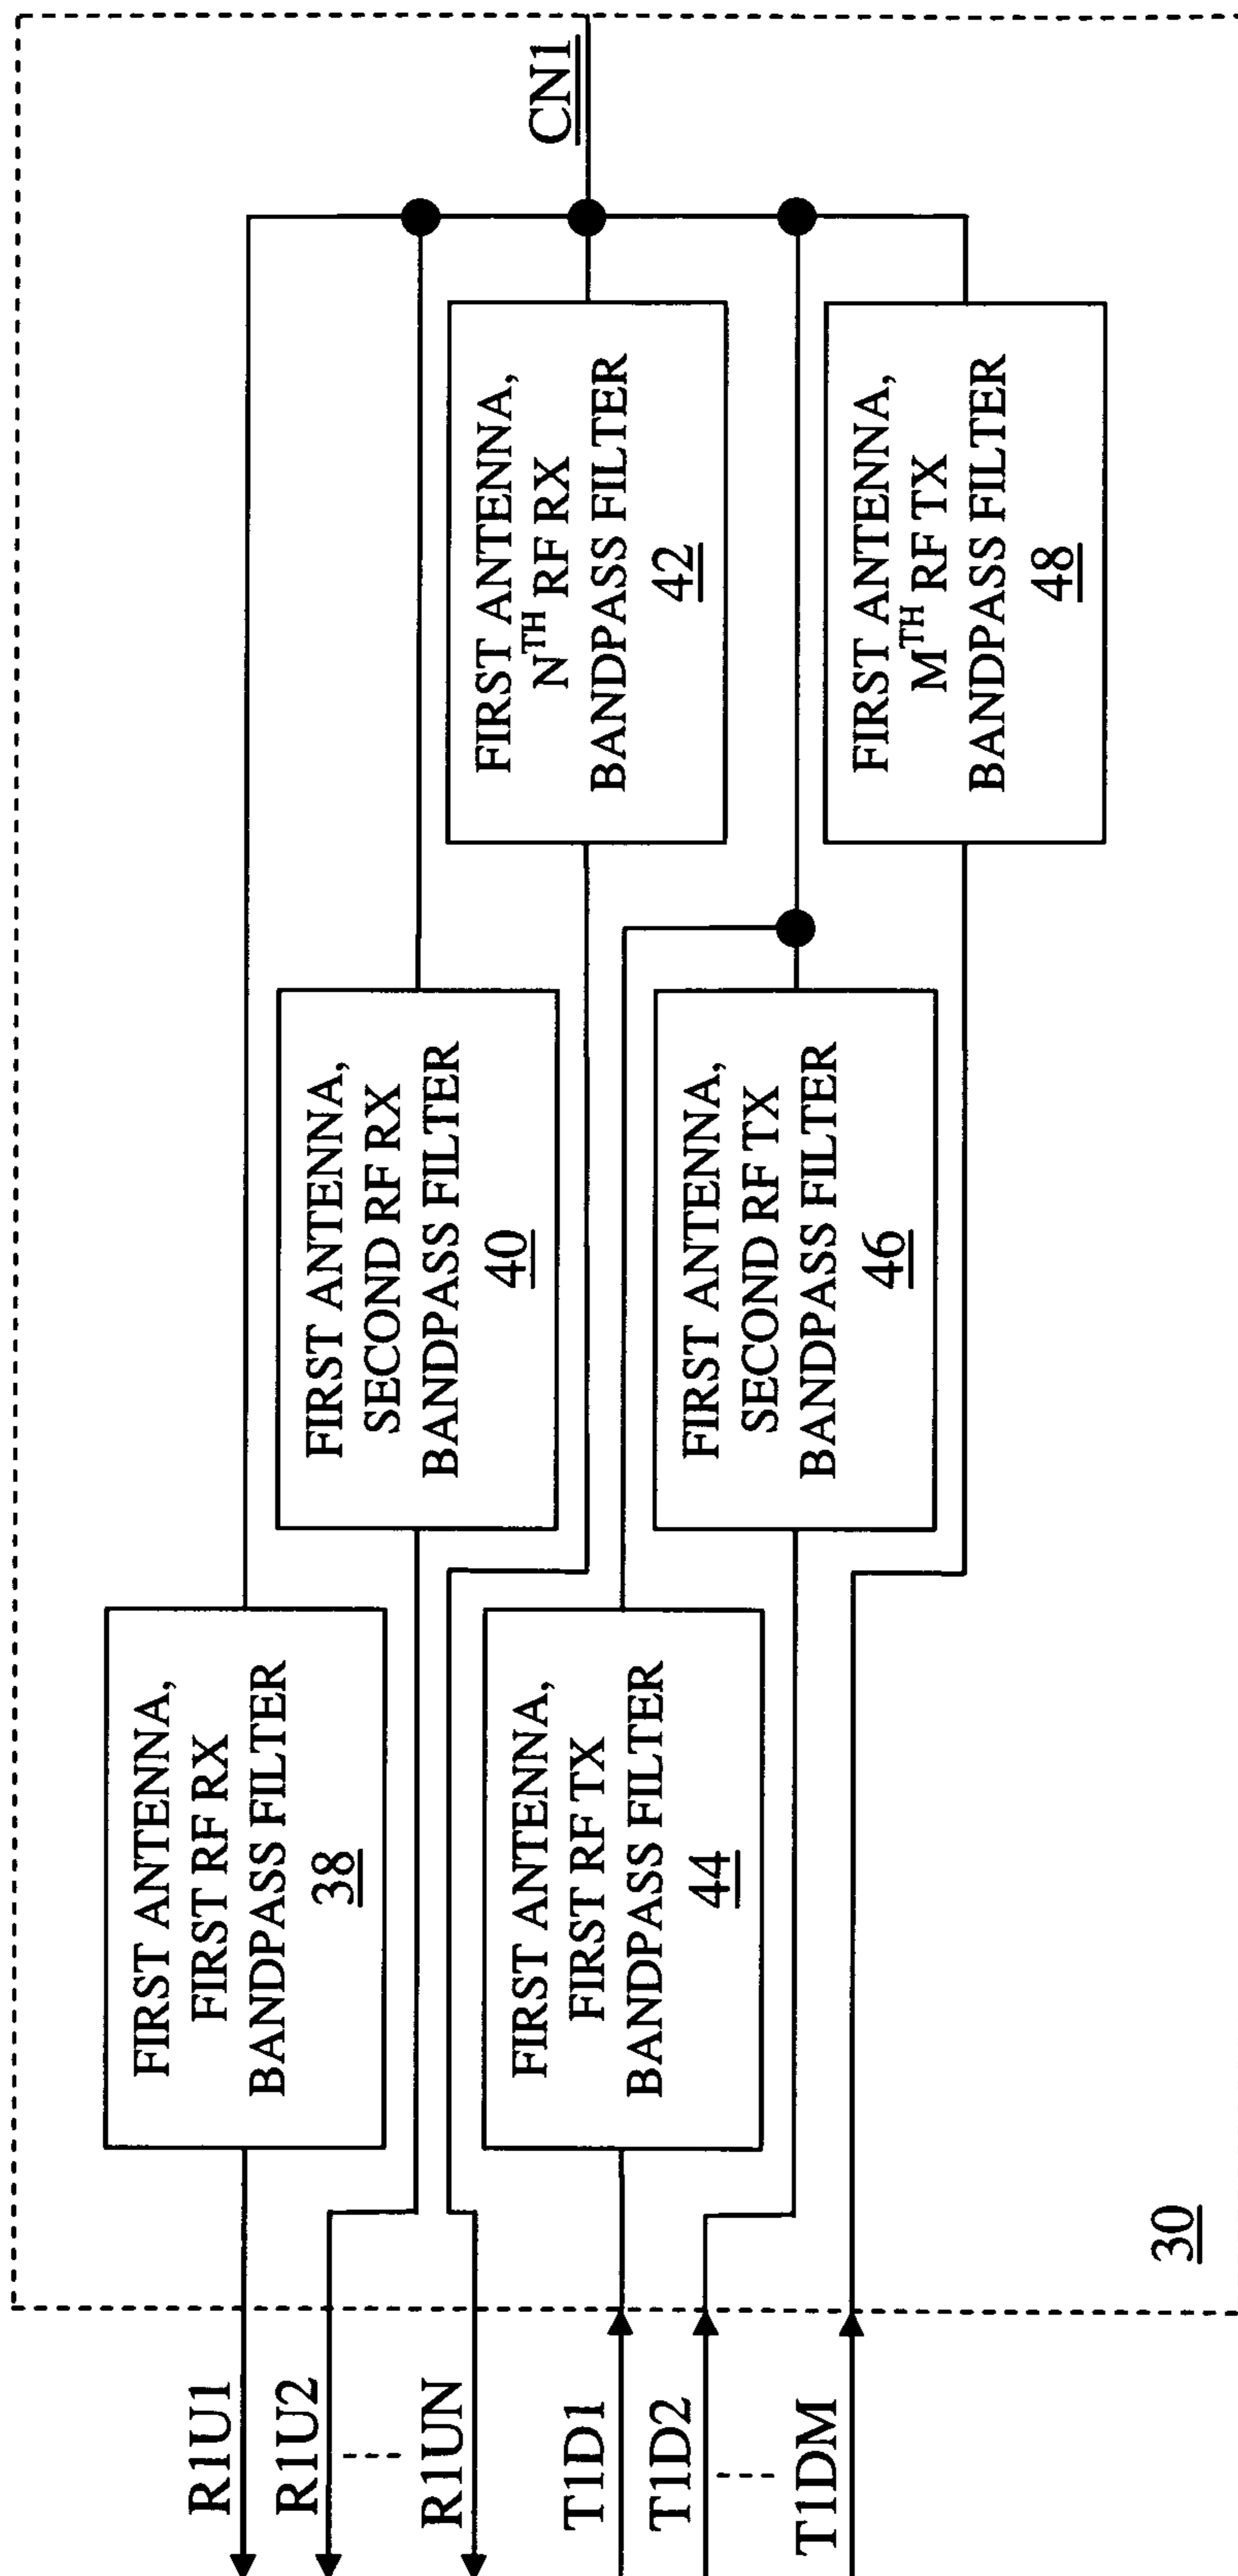 R1U1
R1U2
R1UN
T1D1
T1D2
T1DM
FIRST ANTENNA,
FIRST RF RX
BANDPASS FILTER
38
FIRST ANTENNA,
SECOND RF RX
BANDPASS FILTER
40
FIRST ANTENNA,
N^TH RF RX
BANDPASS FILTER
42
FIRST ANTENNA,
FIRST RF TX
BANDPASS FILTER
44
FIRST ANTENNA,
SECOND RF TX
BANDPASS FILTER
46
FIRST ANTENNA,
M^TH RF TX
BANDPASS FILTER
48
CN1
30